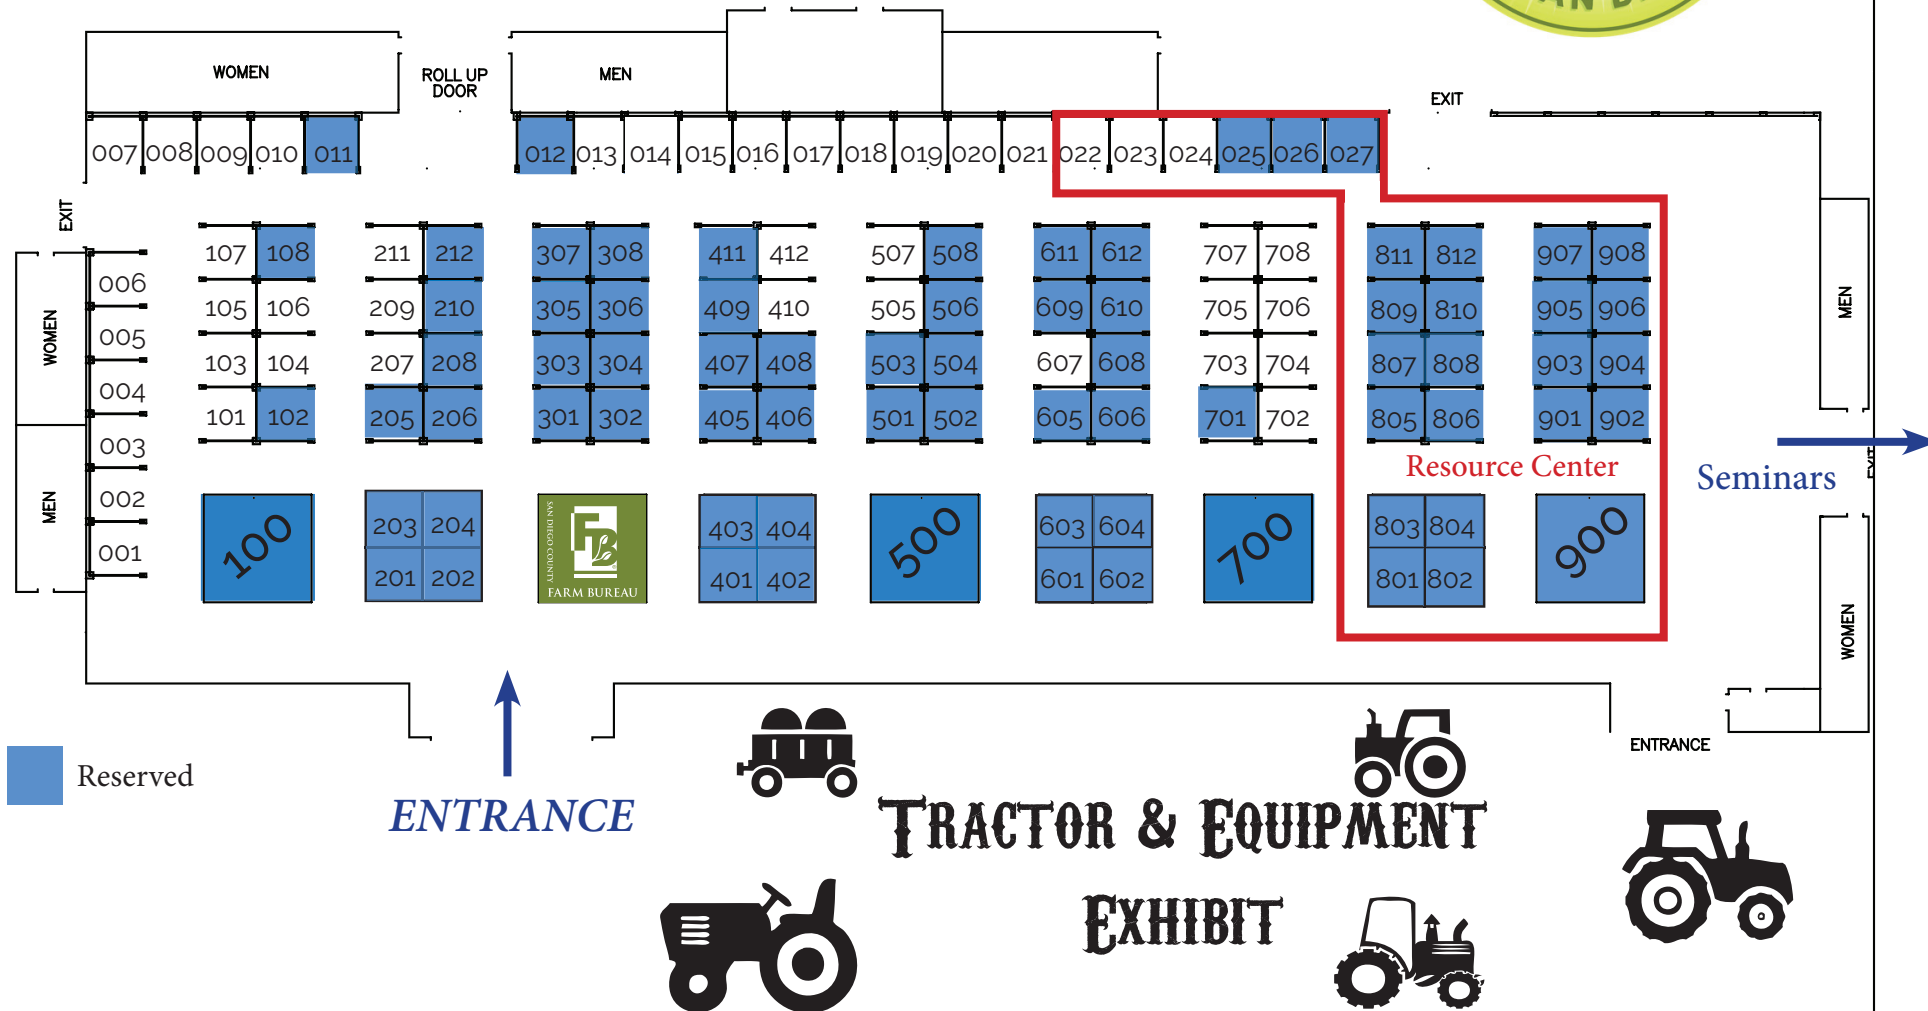 AN D
WOMEN
ROLL UP
DOOR
MEN
EXIT
007 008 009 010 011 012 013 014 015 016 017 018 019 020 021 022 023 024 025 026 027
EXIT
107 108 211 212 307 308 411 412 507 508 611 612 707 708 811 812 907 908
006
105 106 209 210 305 306 409 410 505 506 609 610 705 706 809 810 905 906
MEN
WOMEN
005
103 104 207 208 303 304 407 408 503 504 607 608 703 704 807 808 903 904
004
101 102 205 206 301 302 405 406 501 502 605 606 701 702 805 806 901 902
003
Resource Center
EXIT
Seminars
MEN
002
001
100
203 204
201 202
SAN DIEGO COUNTY
FB
FARM BUREAU
403 404
401 402
500
603 604
601 602
700
803 804
801 802
900
WOMEN
ENTRANCE
Reserved
ENTRANCE
TRACTOR & EQUIPMENT
EXHIBIT